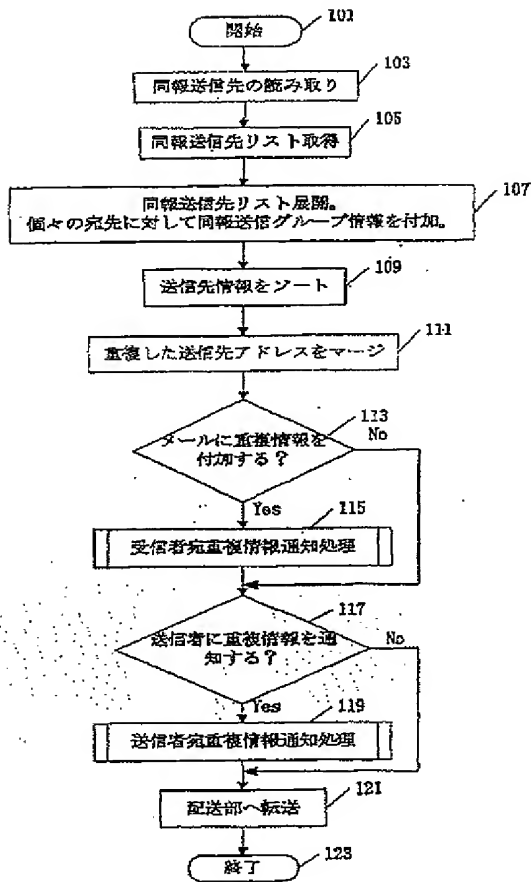 開始
101
同報送信先の読み取り
103
同報送信先リスト取得
105
同報送信先リスト展開。
個々の宛先に対して同報送信グループ情報を付加。
107
送信先情報をソート
109
重複した送信先アドレスをマージ
111
メールに重複情報を
付加する？
113
No
Yes
受信者宛重複情報通知処理
115
送信者に重複情報を通
知する？
117
No
Yes
送信者宛重複情報通知処理
119
配送部へ転送
121
終了
123